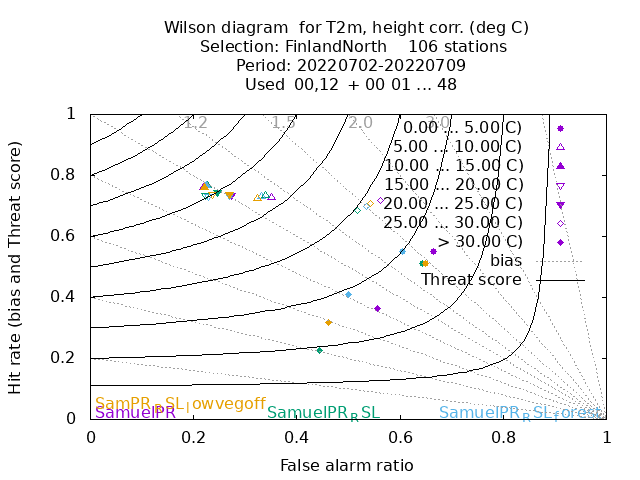 Wilson diagram  for T2m, height corr. (deg C)
Selection: FinlandNorth    106 stations
Period: 20220702-20220709
Used  00,12  + 00 01 ... 48
1.2 1.5 2.0 3.0
0.00 ... 5.00 C)
5.00 ... 10.00 C)
10.00 ... 15.00 C)
15.00 ... 20.00 C)
20.00 ... 25.00 C)
25.00 ... 30.00 C)
> 30.00 C)
bias
Threat score
Hit rate (bias and Threat score)
1
0.8
0.6
0.4
0.2
0
SamPR_RSL_lowvegoff
SamuelPR SamuelPR_RSL SamuelPR_RSL_forest
0 0.2 0.4 0.6 0.8 1
False alarm ratio